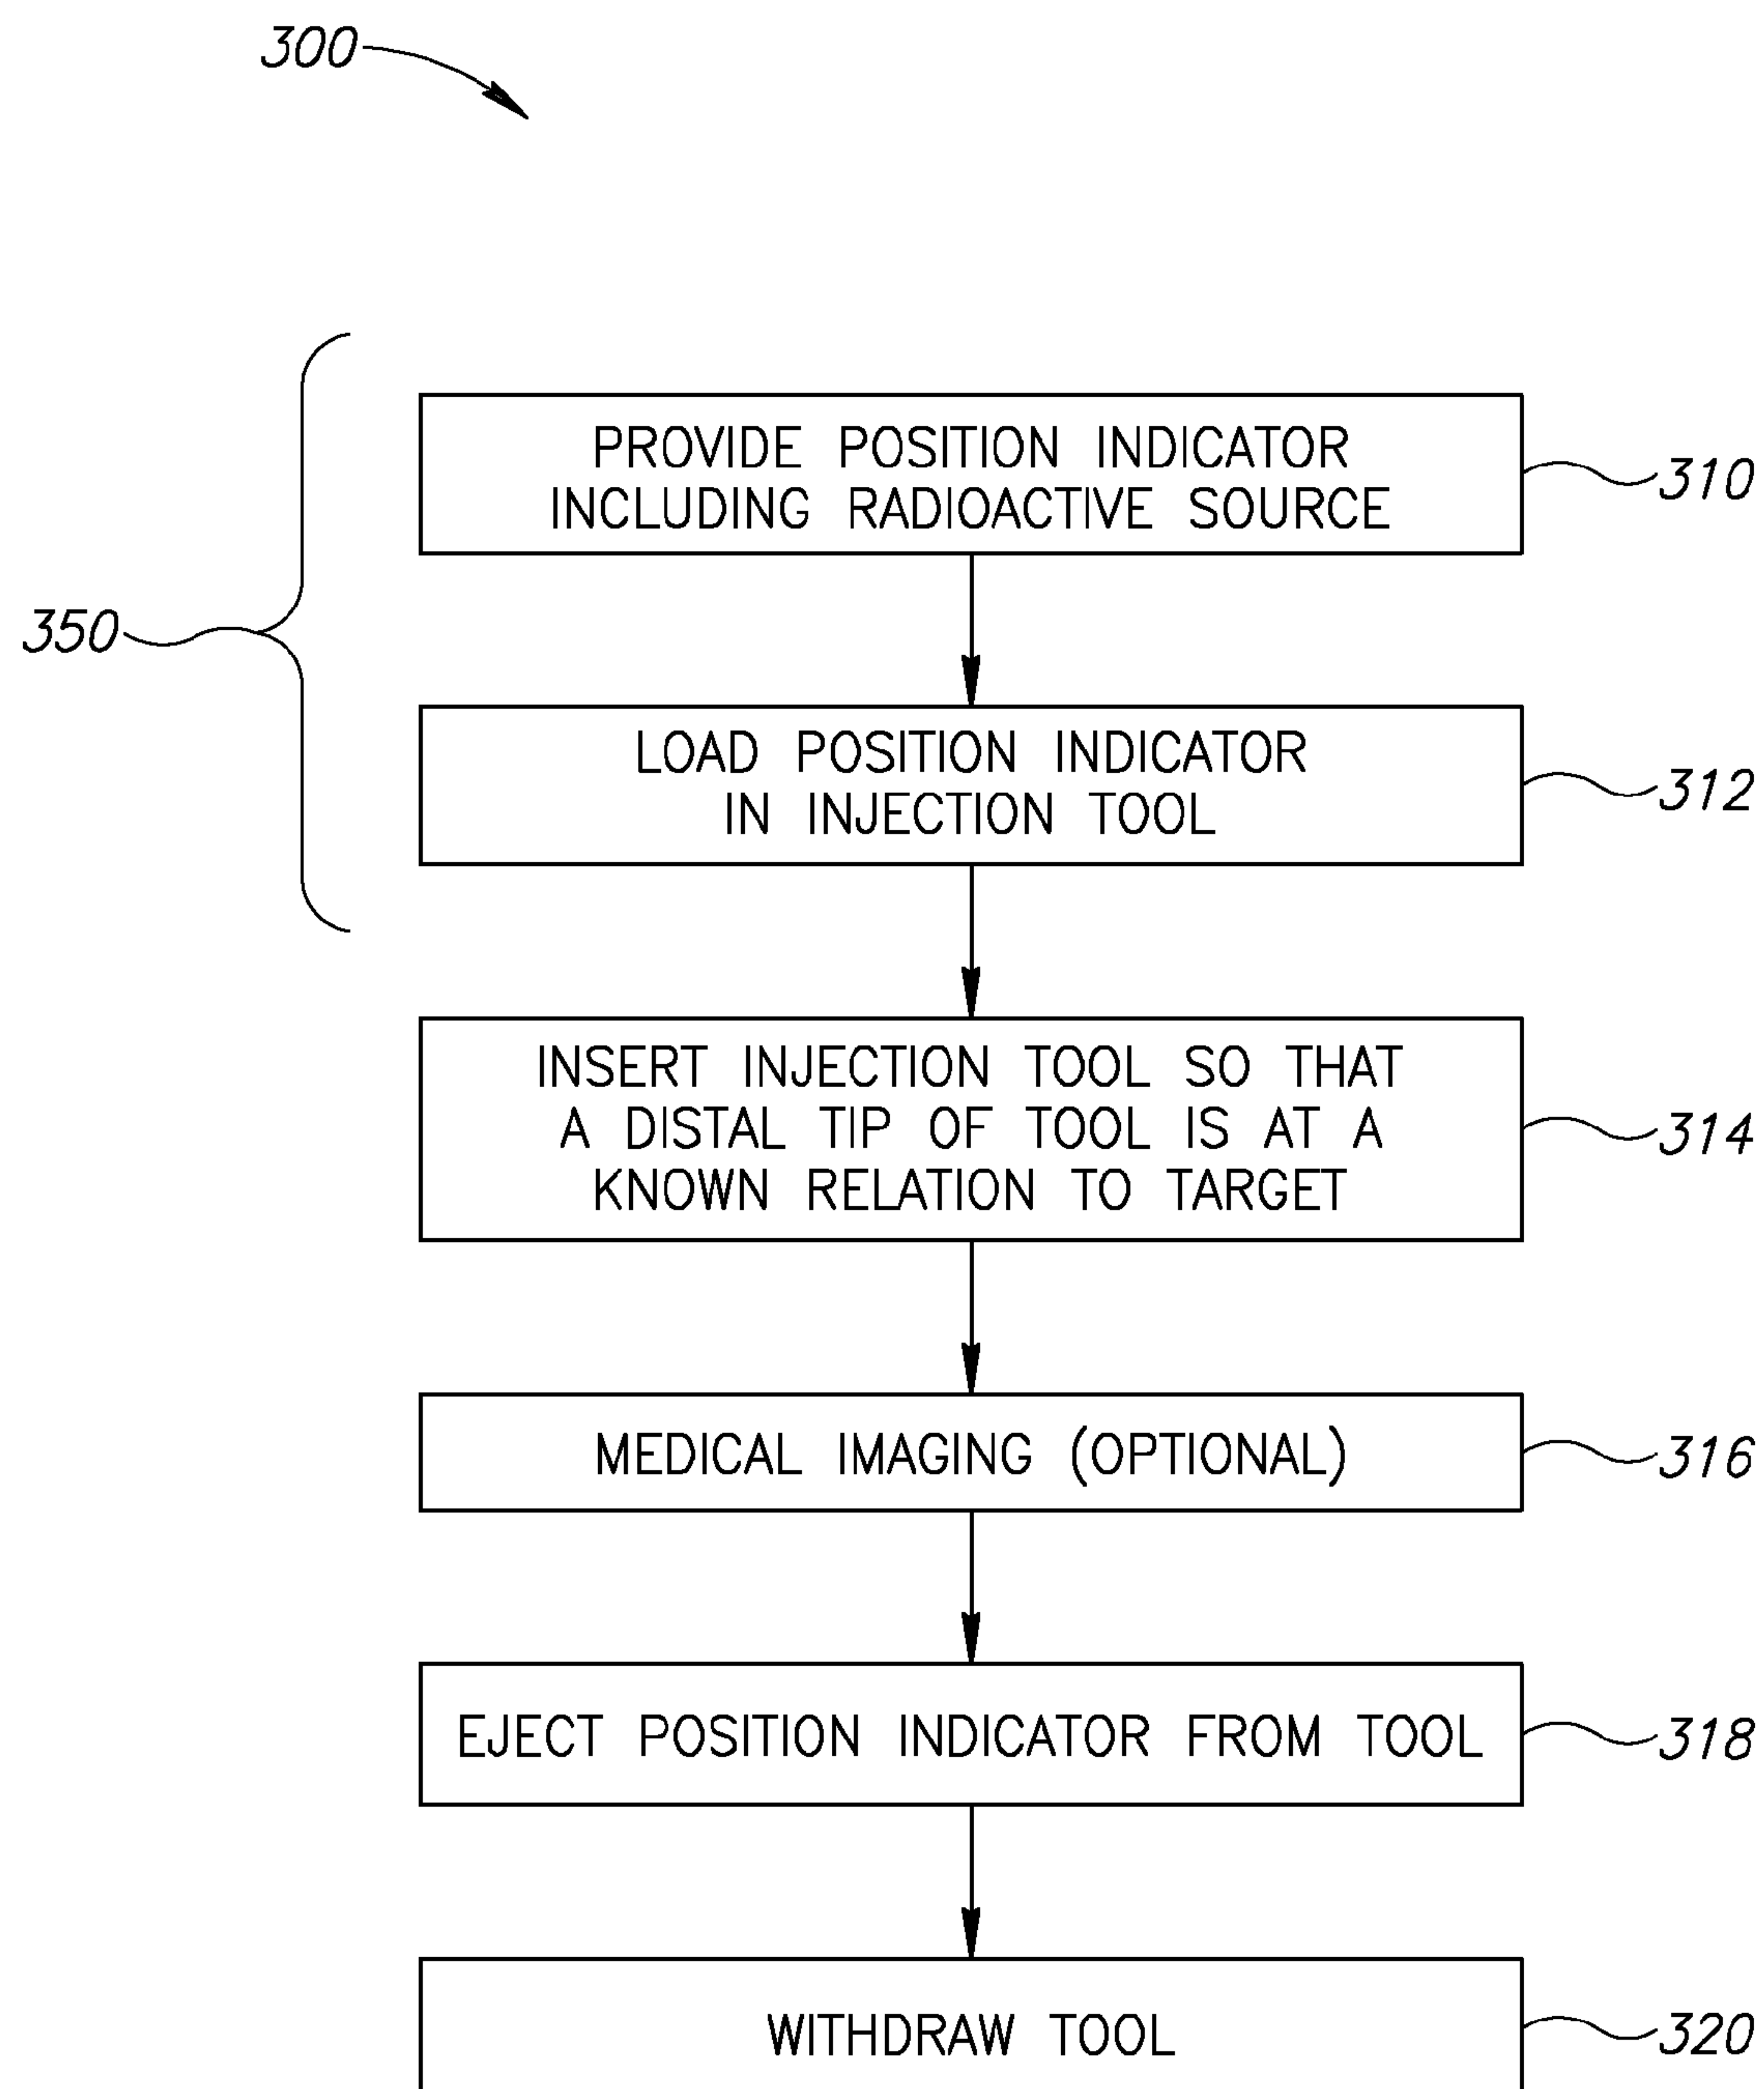 300
PROVIDE POSITION INDICATOR
INCLUDING RADIOACTIVE SOURCE
310
350
LOAD POSITION INDICATOR
IN INJECTION TOOL
312
INSERT INJECTION TOOL SO THAT
A DISTAL TIP OF TOOL IS AT A
KNOWN RELATION TO TARGET
314
MEDICAL IMAGING (OPTIONAL)
316
EJECT POSITION INDICATOR FROM TOOL
318
WITHDRAW TOOL
320